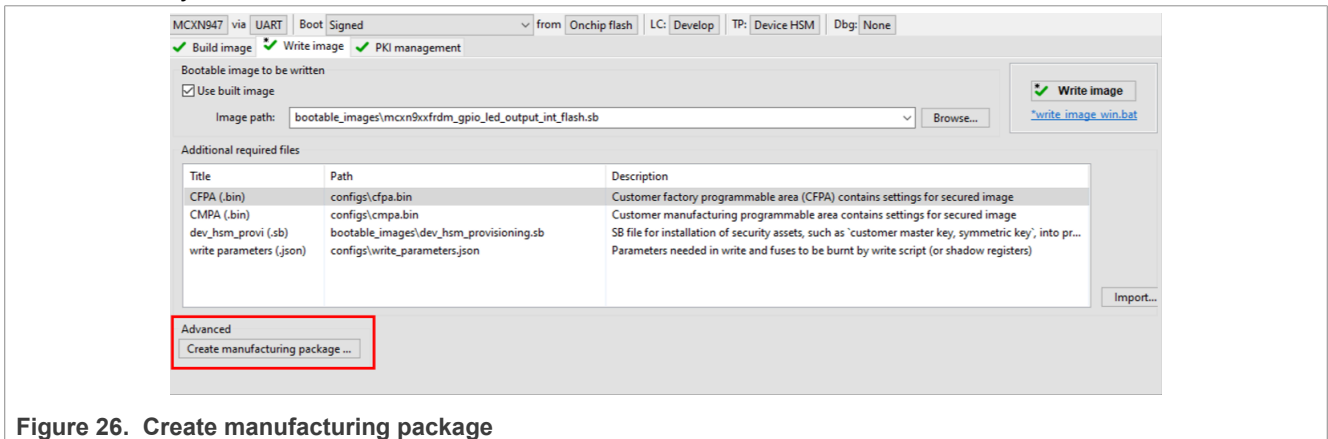 MCXN947 via UART Boot Signed from Onchip flash LC: Develop TP: Device HSM Dbg: None
Build image Write image PKI management
Bootable image to be written
Use built image
Write image
Image path: bootable_images\mcxn9xxfrdm_gpio_led_output_int_flash.sb Browse...
*write_image_win.bat
Additional required files
Title Path Description
CFPA (.bin) configs\cfpa.bin Customer factory programmable area (CFPA) contains settings for secured image
CMPA (.bin) configs\cmpa.bin Customer manufacturing programmable area contains settings for secured image
dev_hsm_provi (.sb) bootable_images\dev_hsm_provisioning.sb SB file for installation of security assets, such as `customer master key, symmetric key`, into pr...
write parameters (.json) configs\write_parameters.json Parameters needed in write and fuses to be burnt by write script (or shadow registers)
Import...
Advanced
Create manufacturing package ...
Figure 26. Create manufacturing package